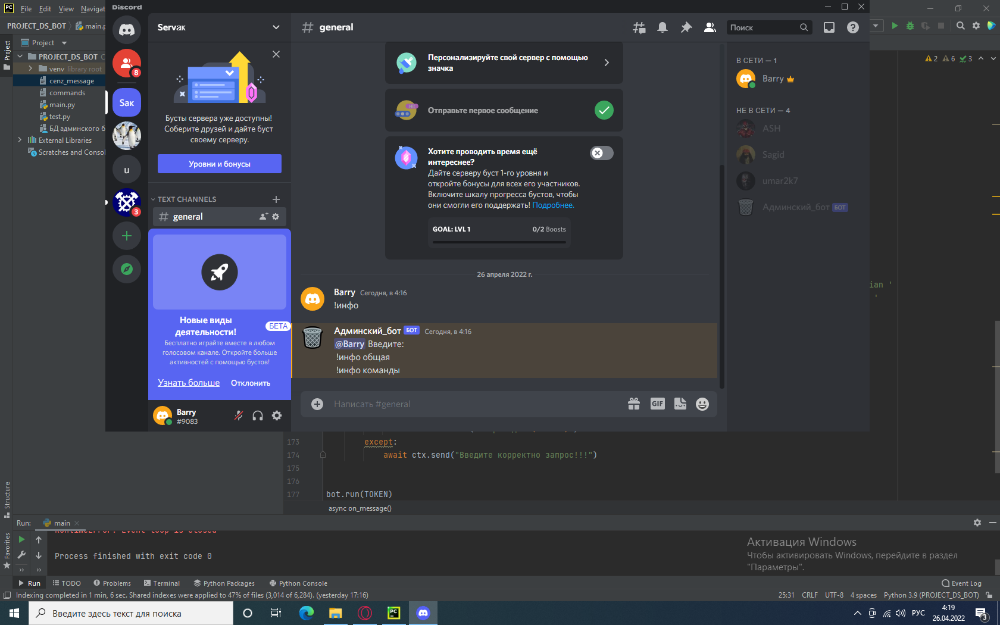 File Edit View Navigat
Discord
PROJECT_DS_BOT
main.p
Project
PROJECT_DS_BOT
venv library root
cenz_message
commands
main.py
test.py
БД админского б
External Libraries
Scratches and Consol
Project
Structure
Favorites
8
Sак
u
3
Servак
Бусты сервера уже доступны!
Соберите друзей и дайте буст
своему серверу.
Уровни и бонусы
TEXT CHANNELS
general
Новые виды
деятельности!
БЕТА
Бесплатно играйте вместе в любом
голосовом канале. Откройте больше
активностей с помощью бустов!
Узнать больше Отклонить
Barry
#9083
# general
Поиск
Персонализируйте свой сервер с помощью
значка
Отправьте первое сообщение
Хотите проводить время ещё
интереснее?
Дайте серверу буст 1-го уровня и
откройте бонусы для всех его участников.
Включите шкалу прогресса бустов, чтобы
они смогли его поддержать! Подробнее.
GOAL: LVL 1 0/2 Boosts
26 апреля 2022 г.
Barry Сегодня, в 4:16
!инфо
Админский_бот БОТ Сегодня, в 4:16
@Barry Введите:
!инфо общая
!инфо команды
Написать #general
GIF
В СЕТИ — 1
Barry
НЕ В СЕТИ — 4
ASH
Sagid
umar2k7
Админский_бот БОТ
2 6 3
ian '
'
173 except:
174 await ctx.send("Введите корректно запрос!!!")
175
176
177 bot.run(TOKEN)
async on_message()
Run: main
RuntimeError: Event loop is closed
Process finished with exit code 0
Активация Windows
Чтобы активировать Windows, перейдите в раздел
"Параметры".
Run TODO Problems Terminal Python Packages Python Console Event Log
Indexing completed in 1 min, 6 sec. Shared indexes were applied to 47% of files (3,014 of 6,284). (yesterday 17:16)
25:31 CRLF UTF-8 4 spaces Python 3.9 (PROJECT_DS_BOT)
Введите здесь текст для поиска
РУС
4:19
26.04.2022
3